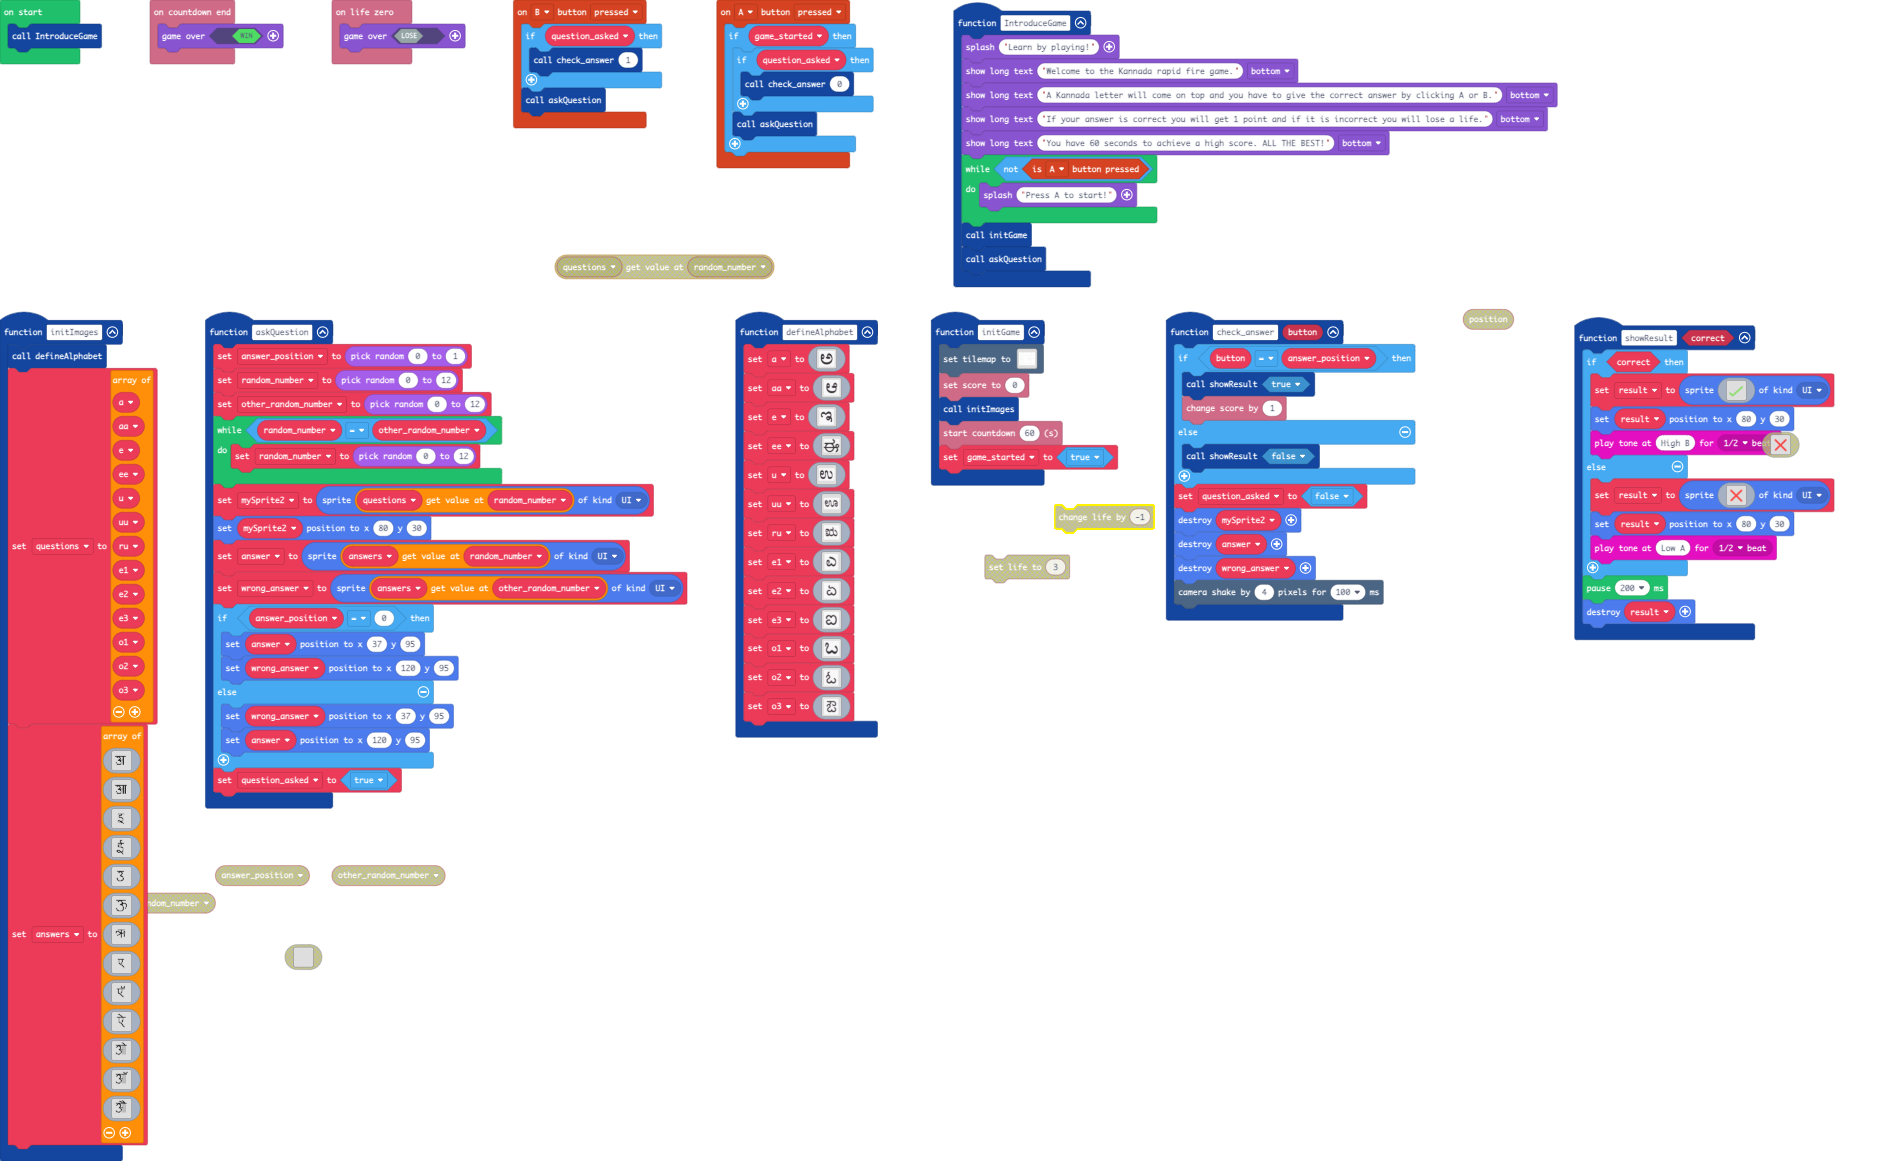 on start
call IntroduceGame
on countdown end
game over WIN
on life zero
game over LOSE
on B button pressed
if question_asked then
call check_answer 1
call askQuestion
on A button pressed
if game_started then
if question_asked then
call check_answer 0
call askQuestion
function IntroduceGame
splash "Learn by playing!"
show long text "Welcome to the Kannada rapid fire game." bottom
show long text "A Kannada letter will come on top and you have to give the correct answer by clicking A or B." bottom
show long text "If your answer is correct you will get 1 point and if it is incorrect you will lose a life." bottom
show long text "You have 60 seconds to achieve a high score. ALL THE BEST!" bottom
while not is A button pressed
do splash "Press A to start!"
call initGame
call askQuestion
questions get value at random_number
function initImages
call defineAlphabet
set questions to array of
a
aa
e
ee
u
uu
ru
e1
e2
e3
o1
o2
o3
set answers to array of
अ
आ
इ
ई
उ
ऊ
ऋ
ओ
औ
function askQuestion
set answer_position to pick random 0 to 1
set random_number to pick random 0 to 12
set other_random_number to pick random 0 to 12
while random_number = other_random_number
do set random_number to pick random 0 to 12
set mySprite2 to sprite questions get value at random_number of kind UI
set mySprite2 position to x 80 y 30
set answer to sprite answers get value at random_number of kind UI
set wrong_answer to sprite answers get value at other_random_number of kind UI
if answer_position = 0 then
set answer position to x 37 y 95
set wrong_answer position to x 120 y 95
else
set wrong_answer position to x 37 y 95
set answer position to x 120 y 95
set question_asked to true
answer_position
other_random_number
ndom_number
function defineAlphabet
set a to ಅ
set aa to ಆ
set e to ಇ
set ee to ಈ
set u to ಉ
set uu to ಊ
set ru to ಋ
set e1 to ಎ
set e2 to ಏ
set e3 to ಐ
set o1 to ಒ
set o2 to ಓ
set o3 to ಔ
function initGame
set tilemap to
set score to 0
call initImages
start countdown 60 (s)
set game_started to true
change life by -1
set life to 3
function check_answer button
if button = answer_position then
call showResult true
change score by 1
else
call showResult false
set question_asked to false
destroy mySprite2
destroy answer
destroy wrong_answer
camera shake by 4 pixels for 100 ms
position
function showResult correct
if correct then
set result to sprite of kind UI
set result position to x 80 y 30
play tone at High B for 1/2 be
else
set result to sprite of kind UI
set result position to x 80 y 30
play tone at Low A for 1/2 beat
pause 200 ms
destroy result